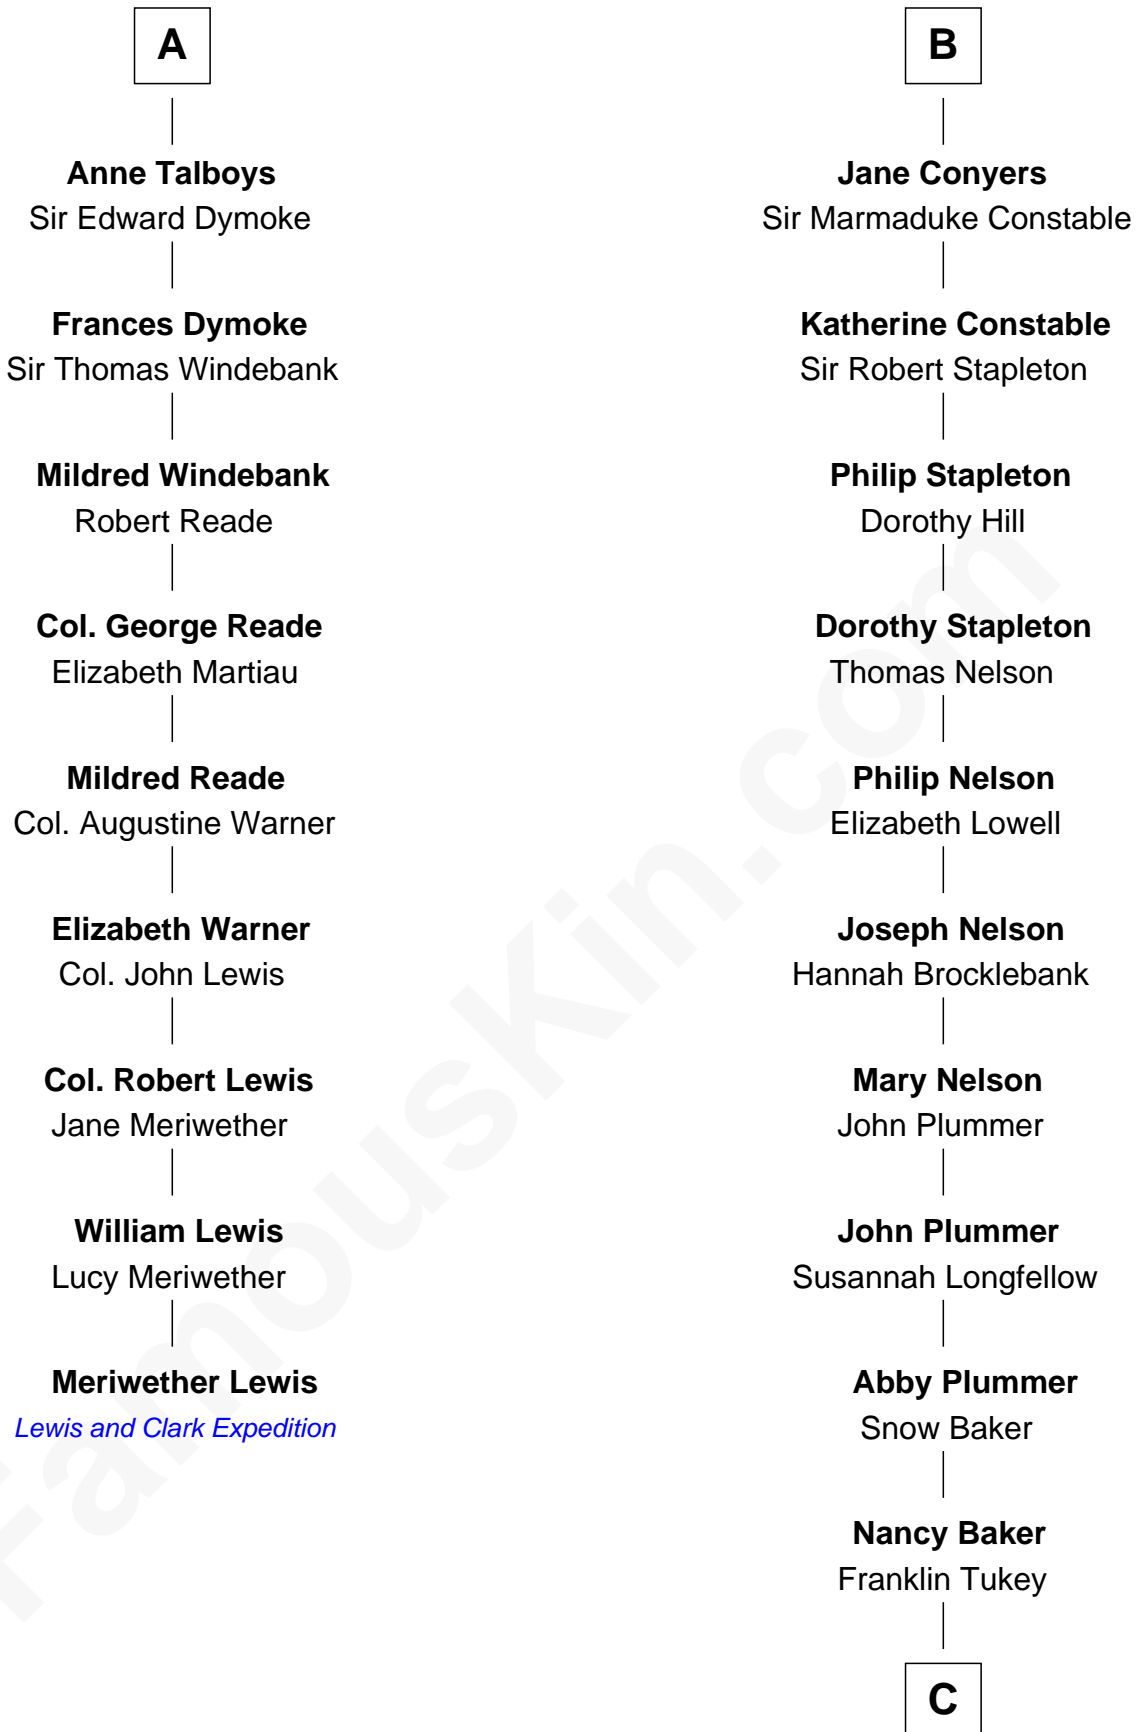 A
Anne Talboys
Sir Edward Dymoke
Frances Dymoke
Sir Thomas Windebank
Mildred Windebank
Robert Reade
Col. George Reade
Elizabeth Martiau
Mildred Reade
Col. Augustine Warner
Elizabeth Warner
Col. John Lewis
Col. Robert Lewis
Jane Meriwether
William Lewis
Lucy Meriwether
Meriwether Lewis
Lewis and Clark Expedition
B
Jane Conyers
Sir Marmaduke Constable
Katherine Constable
Sir Robert Stapleton
Philip Stapleton
Dorothy Hill
Dorothy Stapleton
Thomas Nelson
Philip Nelson
Elizabeth Lowell
Joseph Nelson
Hannah Brocklebank
Mary Nelson
John Plummer
John Plummer
Susannah Longfellow
Abby Plummer
Snow Baker
Nancy Baker
Franklin Tukey
C
FamousKin.com